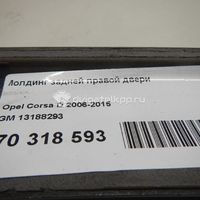 Молдинг задней правой двери
Opel Corsa D 2006-2015
GM 13188293
70 318 593